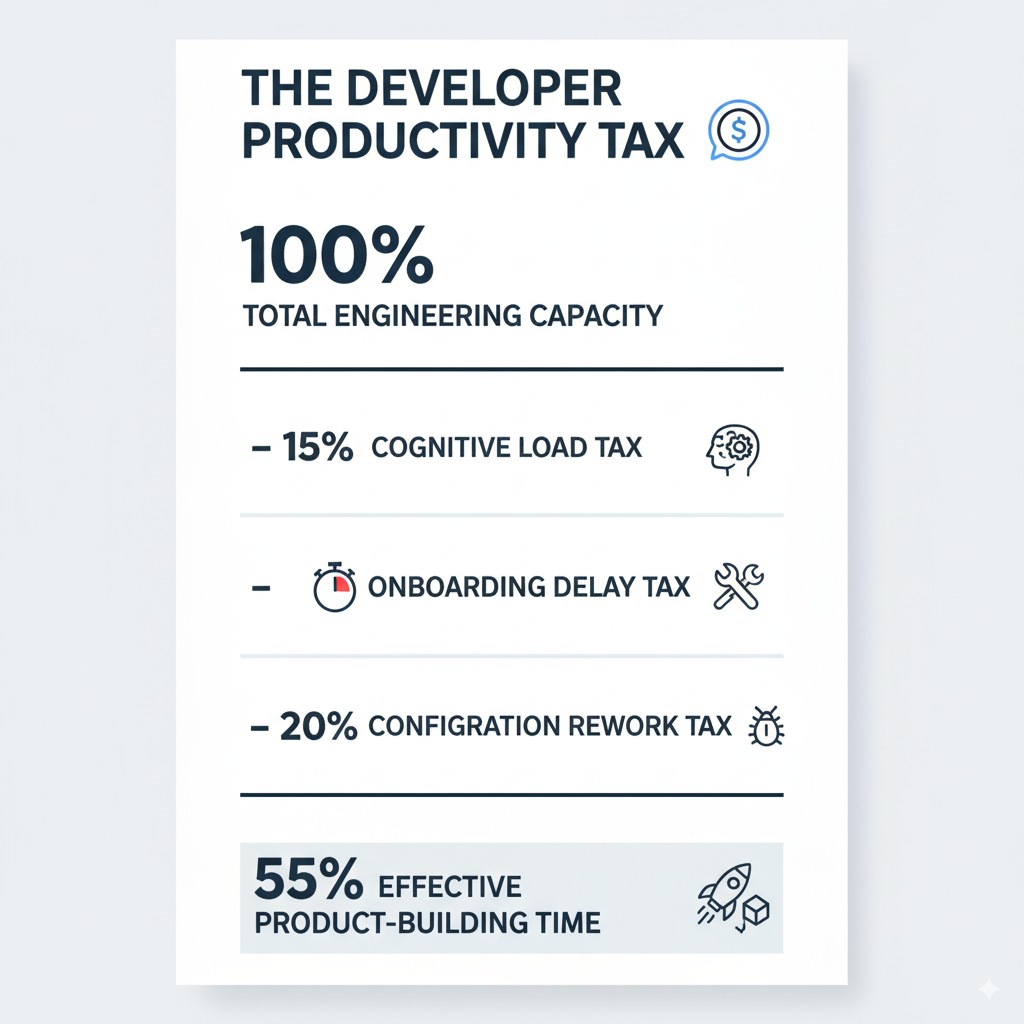 THE DEVELOPER
PRODUCTIVITY TAX
$
100%
TOTAL ENGINEERING CAPACITY
– 15% COGNITIVE LOAD TAX
– ONBOARDING DELAY TAX
– 20% CONFIGRATION REWORK TAX
55% EFFECTIVE
PRODUCT-BUILDING TIME